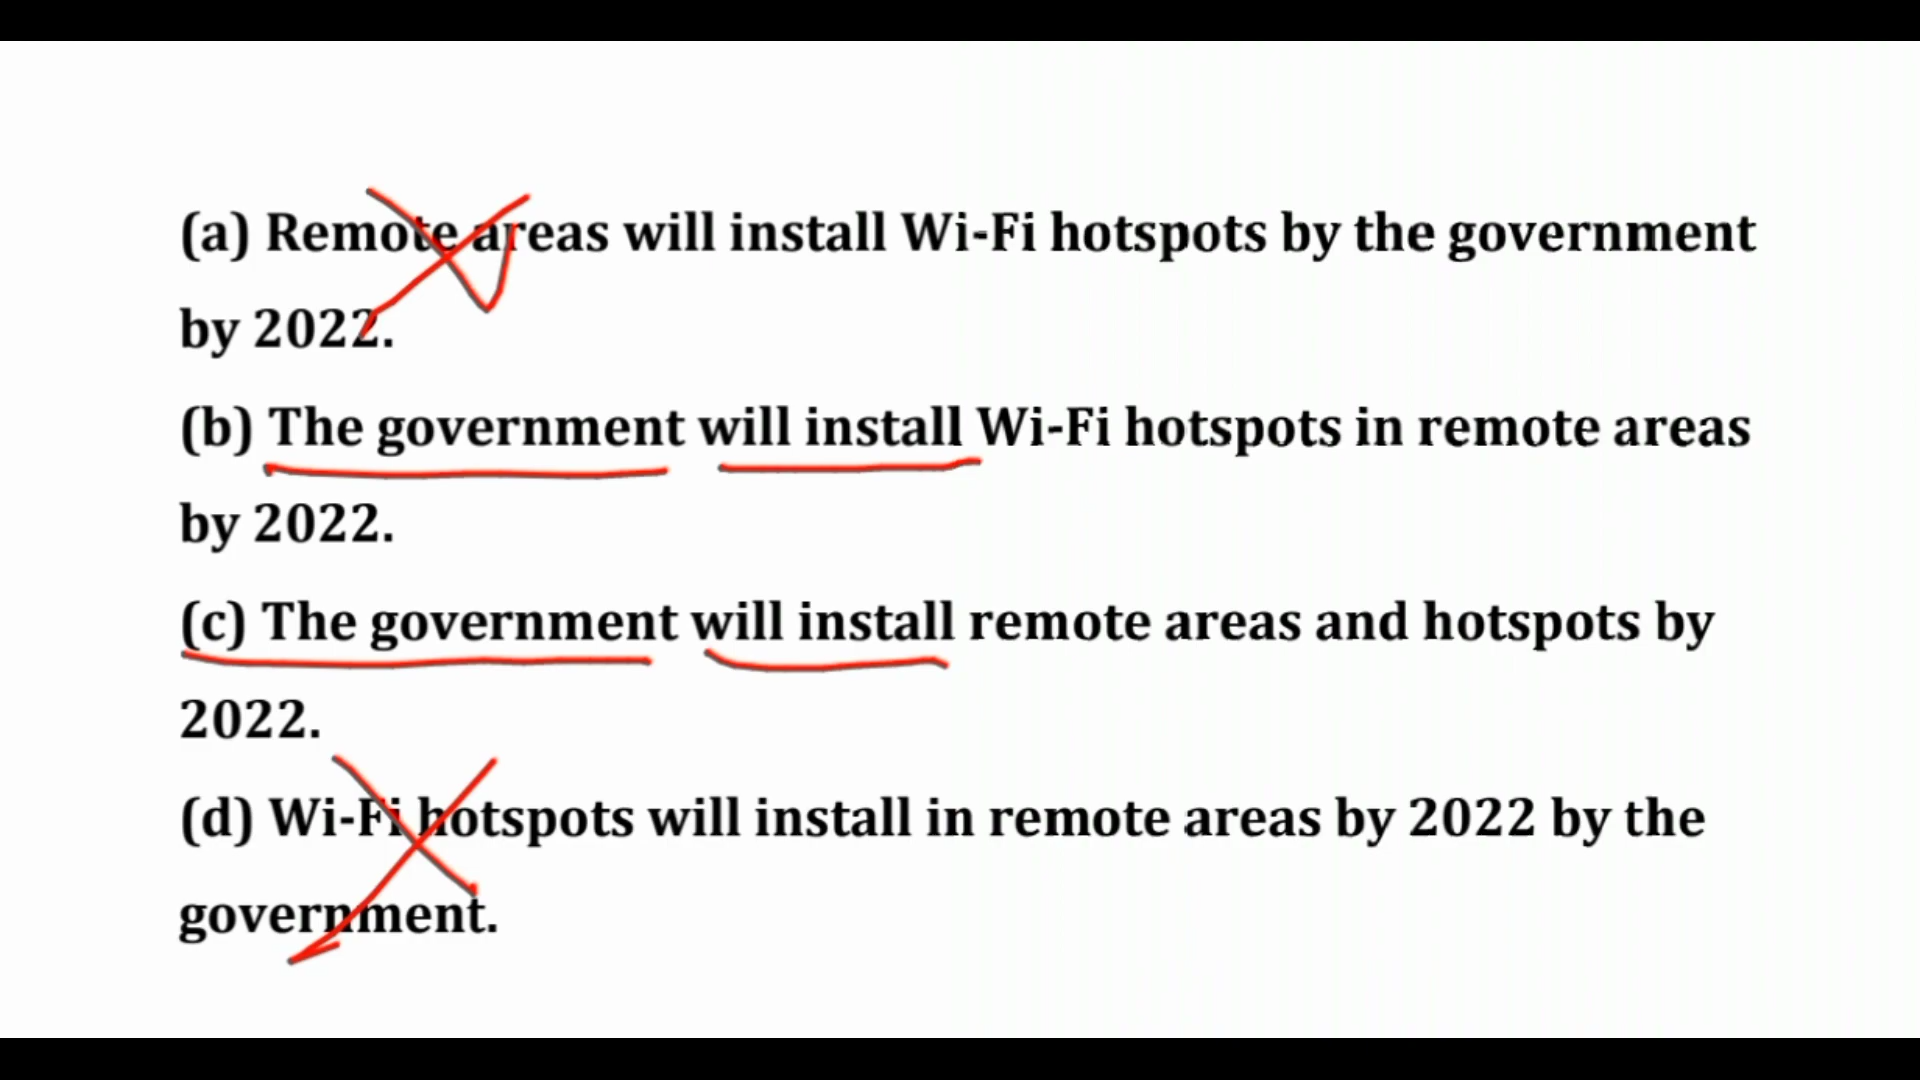 (a) Remote areas will install Wi-Fi hotspots by the government
by 2022.
(b) The government will install Wi-Fi hotspots in remote areas
by 2022.
(c) The government will install remote areas and hotspots by
2022.
(d) Wi-Fi hotspots will install in remote areas by 2022 by the
government.